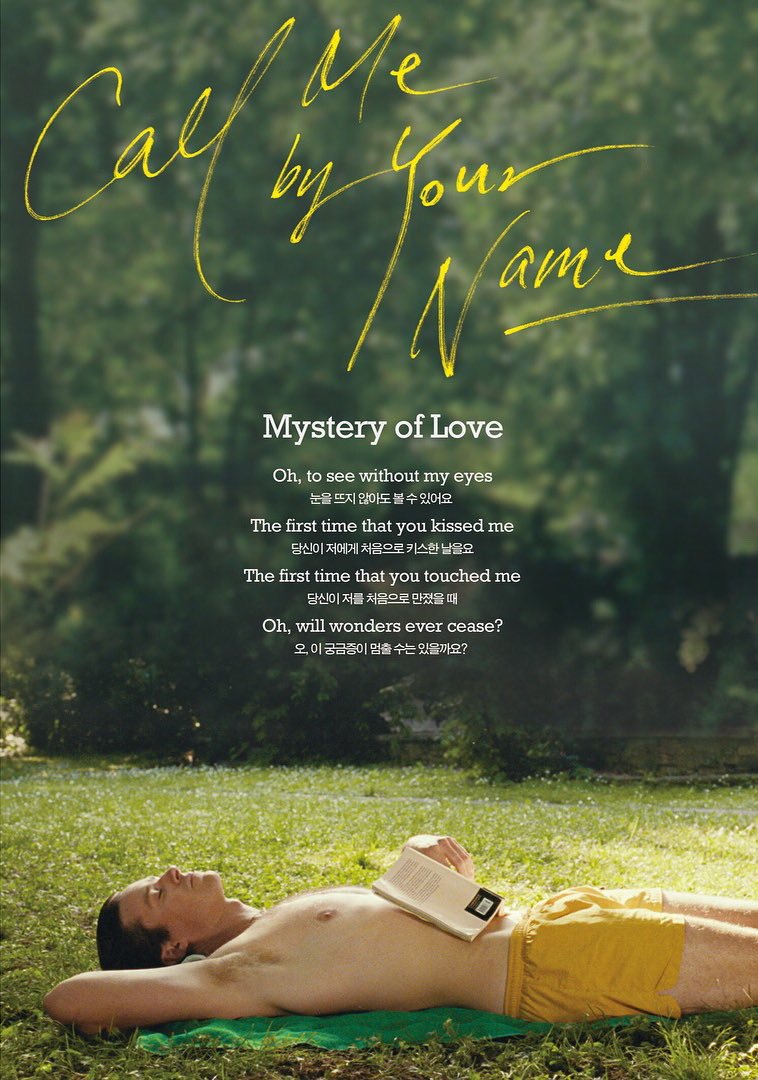 Call Me
by Your
Name
Mystery of Love
Oh, to see without my eyes
눈을 뜨지 않아도 볼 수 있어요
The first time that you kissed me
당신이 저에게 처음으로 키스한 날을요
The first time that you touched me
당신이 저를 처음으로 만졌을 때
Oh, will wonders ever cease?
오, 이 궁금증이 멈출 수는 있을까요?